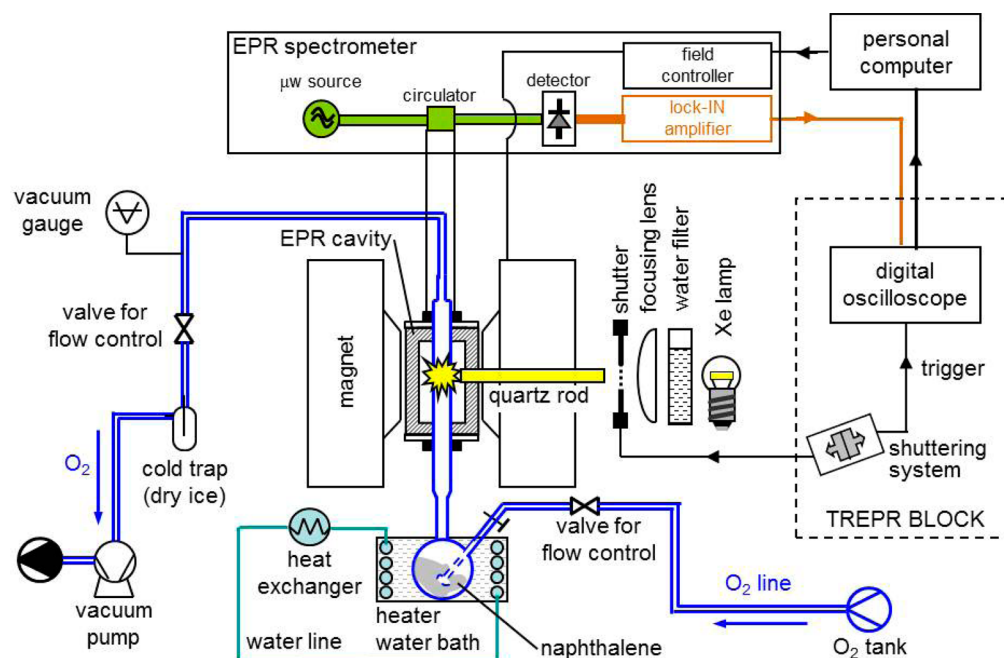 EPR spectrometer
μw source
circulator
detector
field
controller
lock-IN
amplifier
personal
computer
vacuum
gauge
EPR cavity
valve for
flow control
magnet
quartz rod
shutter
focusing lens
water filter
Xe lamp
digital
oscilloscope
trigger
shuttering
system
TREPR BLOCK
O₂
cold trap
(dry ice)
vacuum
pump
heat
exchanger
water line
heater
water bath
naphthalene
valve for
flow control
O₂ line
O₂ tank